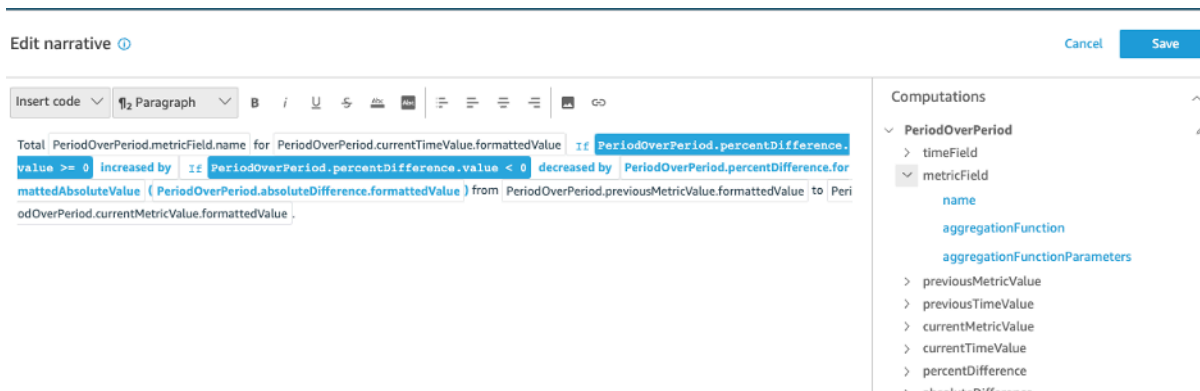 Edit narrative
Cancel
Save
Insert code
¶2 Paragraph
B i U S Abc Abc
Total PeriodOverPeriod.metricField.name for PeriodOverPeriod.currentTimeValue.formattedValue If PeriodOverPeriod.percentDifference.
value >= 0 increased by If PeriodOverPeriod.percentDifference.value < 0 decreased by PeriodOverPeriod.percentDifference.for
mattedAbsoluteValue ( PeriodOverPeriod.absoluteDifference.formattedValue ) from PeriodOverPeriod.previousMetricValue.formattedValue to Peri
odOverPeriod.currentMetricValue.formattedValue .
Computations
PeriodOverPeriod
timeField
metricField
name
aggregationFunction
aggregationFunctionParameters
previousMetricValue
previousTimeValue
currentMetricValue
currentTimeValue
percentDifference
absoluteDifference